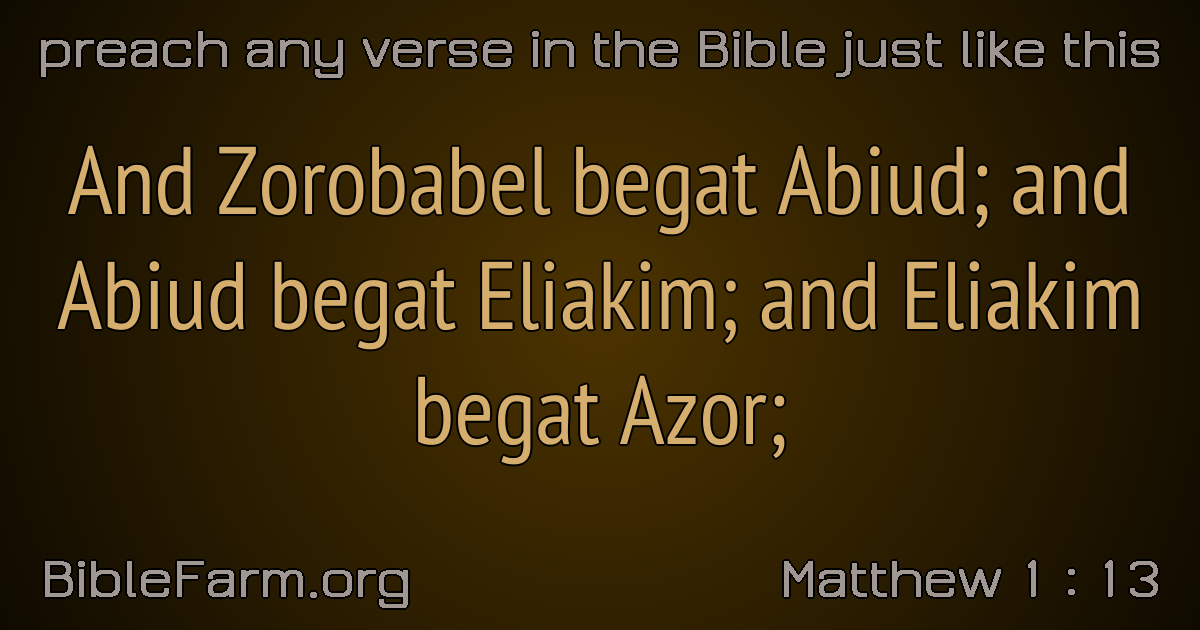 preach any verse in the Bible just like this
And Zorobabel begat Abiud; and
Abiud begat Eliakim; and Eliakim
begat Azor;
BibleFarm.org
Matthew 1 : 13